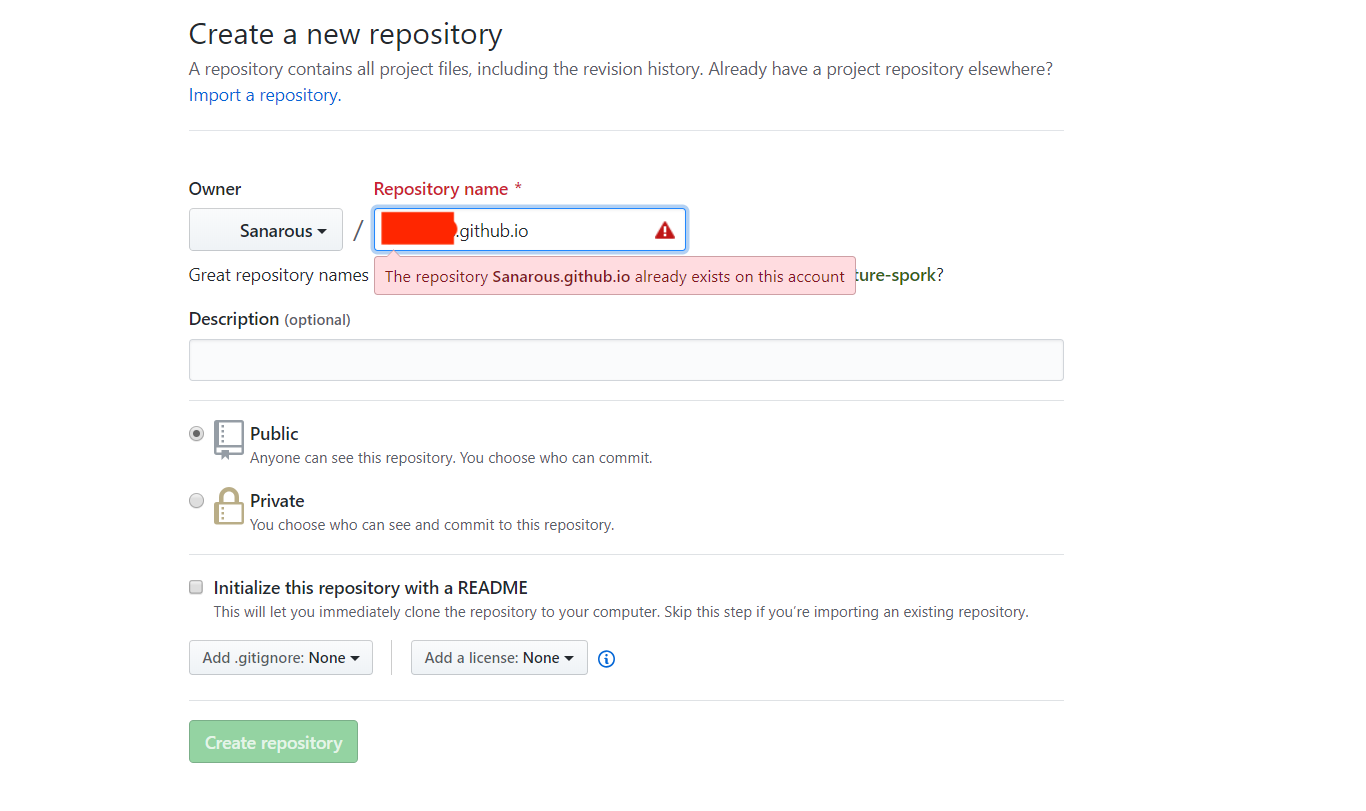 Create a new repository
A repository contains all project files, including the revision history. Already have a project repository elsewhere?
Import a repository.
Owner
Repository name *
Sanarous
/
.github.io
The repository Sanarous.github.io already exists on this account
Great repository names
ture-spork?
Description (optional)
Public
Anyone can see this repository. You choose who can commit.
Private
You choose who can see and commit to this repository.
Initialize this repository with a README
This will let you immediately clone the repository to your computer. Skip this step if you’re importing an existing repository.
Add .gitignore: None
Add a license: None
Create repository